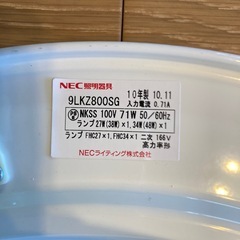 NEC照明器具
10年製 10.11
9LKZ800SG
入力電流 0.71A
NKSS 100V 71W 50/60Hz
ランプ27W(38W)×1,34W(48W)×1
ランプ FHC27×1,FHC34×1 二次 166V
高力率形
NECライティング株式会社